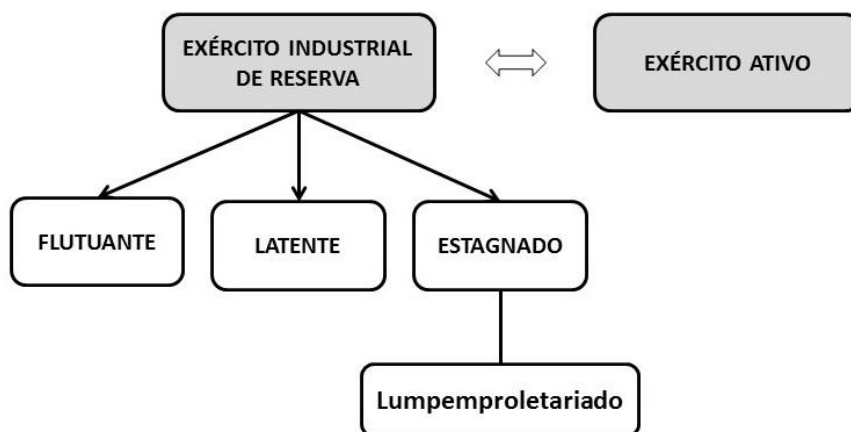 EXÉRCITO INDUSTRIAL
DE RESERVA
EXÉRCITO ATIVO
FLUTUANTE
LATENTE
ESTAGNADO
Lumpemproletariado